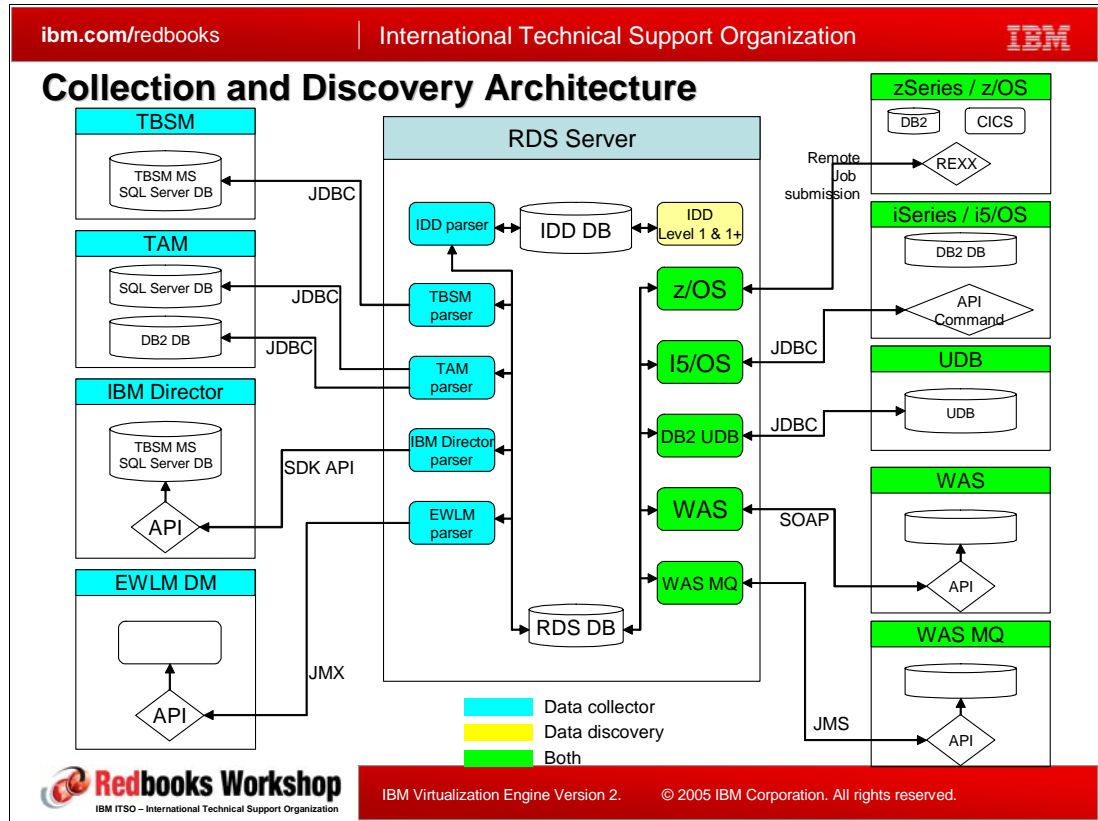 ibm.com/redbooks
International Technical Support Organization
IBM
Collection and Discovery Architecture
TBSM
TBSM MS
SQL Server DB
JDBC
TAM
SQL Server DB
JDBC
DB2 DB
JDBC
IBM Director
TBSM MS
SQL Server DB
SDK API
API
EWLM DM
JMX
API
RDS Server
IDD parser
IDD DB
IDD
Level 1 & 1+
TBSM
parser
TAM
parser
IBM Director
parser
EWLM
parser
RDS DB
z/OS
I5/OS
DB2 UDB
WAS
WAS MQ
zSeries / z/OS
DB2
CICS
REXX
Remote
Job
submission
iSeries / i5/OS
DB2 DB
API
Command
JDBC
UDB
UDB
JDBC
WAS
SOAP
API
WAS MQ
JMS
API
Data collector
Data discovery
Both
Redbooks Workshop
IBM ITSO – International Technical Support Organization
IBM Virtualization Engine Version 2.
© 2005 IBM Corporation. All rights reserved.